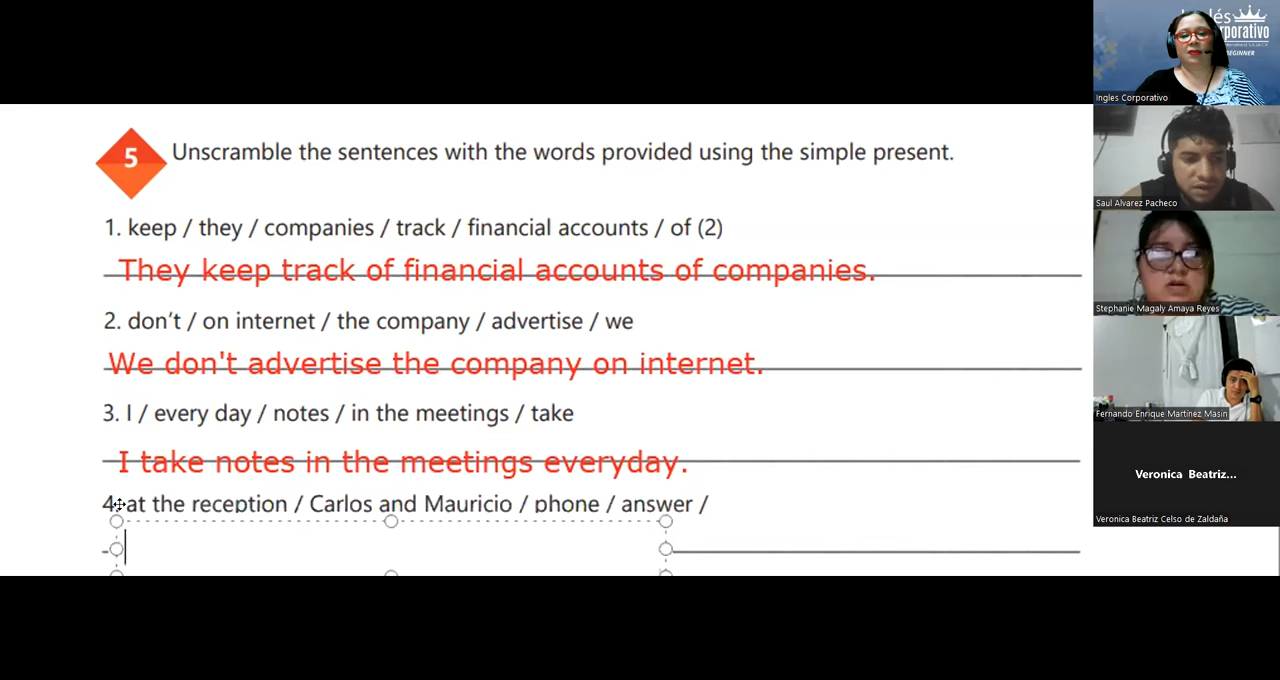 5 Unscramble the sentences with the words provided using the simple present.
1. keep / they / companies / track / financial accounts / of (2)
They keep track of financial accounts of companies.
2. don't / on internet / the company / advertise / we
We don't advertise the company on internet.
3. I / every day / notes / in the meetings / take
I take notes in the meetings everyday.
4. at the reception / Carlos and Mauricio / phone / answer /
Inglés
BEGINNER
Ingles Corporativo
Saul Alvarez Pacheco
Stephanie Magaly Amaya Reyes
Fernando Enrique Martínez Masin
Veronica Beatriz...
Veronica Beatriz Celso de Zaldaña